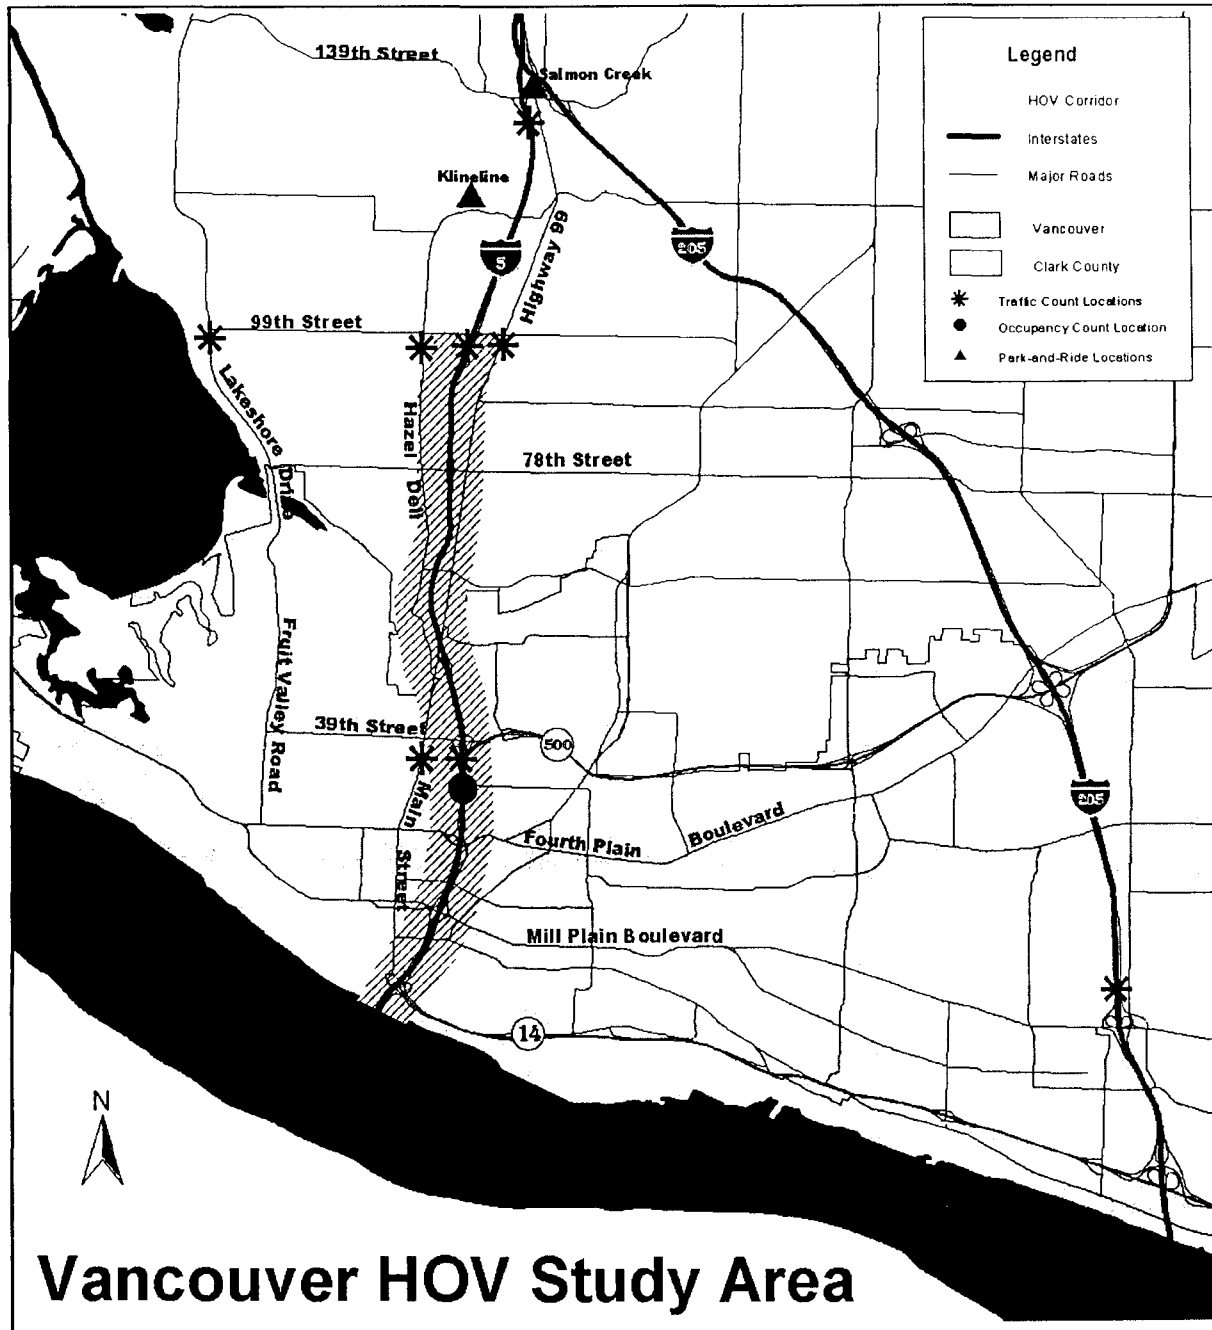 139th Street
Salmon Creek
Klineline
5
Highway 99
205
99th Street
Lakeshore Drive
Hazel Dell
78th Street
Fruit Valley Road
39th Street
500
Main Street
205
Fourth Plain Boulevard
Mill Plain Boulevard
14
N
Legend
HOV Corridor
Interstates
Major Roads
Vancouver
Clark County
Traffic Count Locations
Occupancy Count Location
Park-and-Ride Locations
Vancouver HOV Study Area